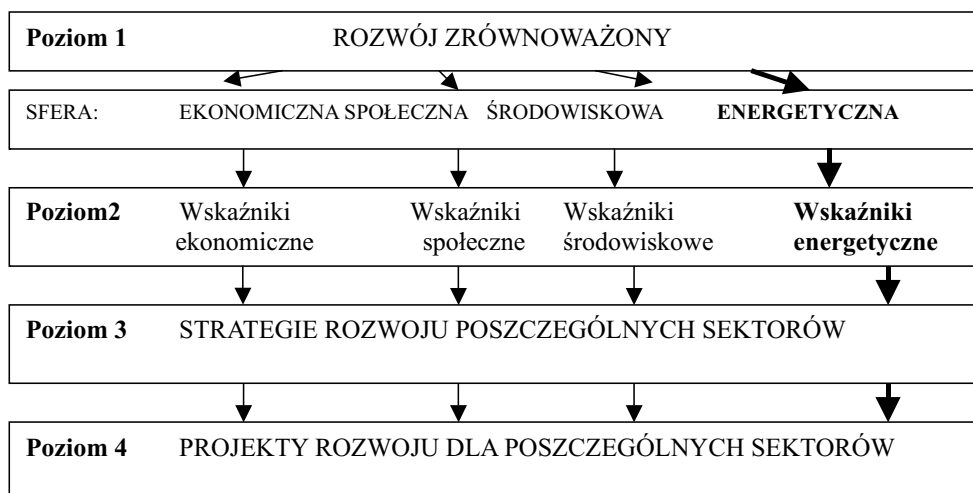 Poziom 1 ROZWÓJ ZRÓWNOWAŻONY
SFERA: EKONOMICZNA SPOŁECZNA ŚRODOWISKOWA ENERGETYCZNA
Poziom2 Wskaźniki Wskaźniki Wskaźniki Wskaźniki
ekonomiczne społeczne środowiskowe energetyczne
Poziom 3 STRATEGIE ROZWOJU POSZCZEGÓLNYCH SEKTORÓW
Poziom 4 PROJEKTY ROZWOJU DLA POSZCZEGÓLNYCH SEKTORÓW